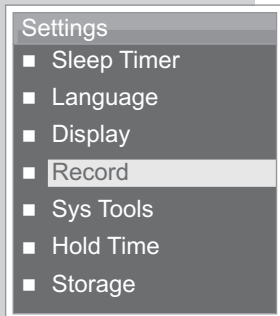 Settings
Sleep Timer
Language
Display
Record
Sys Tools
Hold Time
Storage